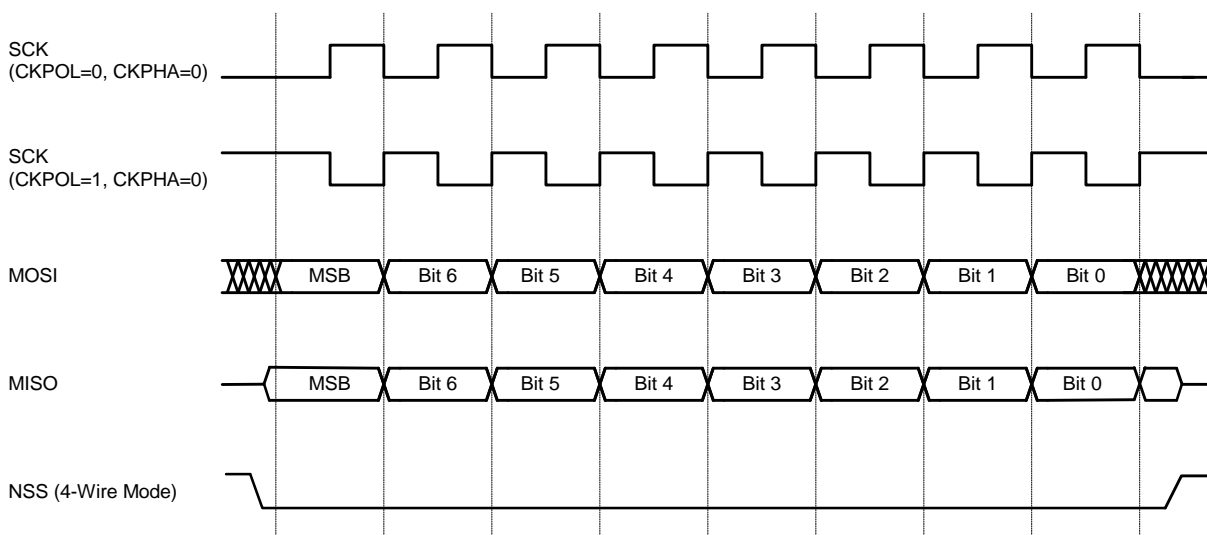 SCK
(CKPOL=0, CKPHA=0)
SCK
(CKPOL=1, CKPHA=0)
MOSI MSB Bit 6 Bit 5 Bit 4 Bit 3 Bit 2 Bit 1 Bit 0
MISO MSB Bit 6 Bit 5 Bit 4 Bit 3 Bit 2 Bit 1 Bit 0
NSS (4-Wire Mode)